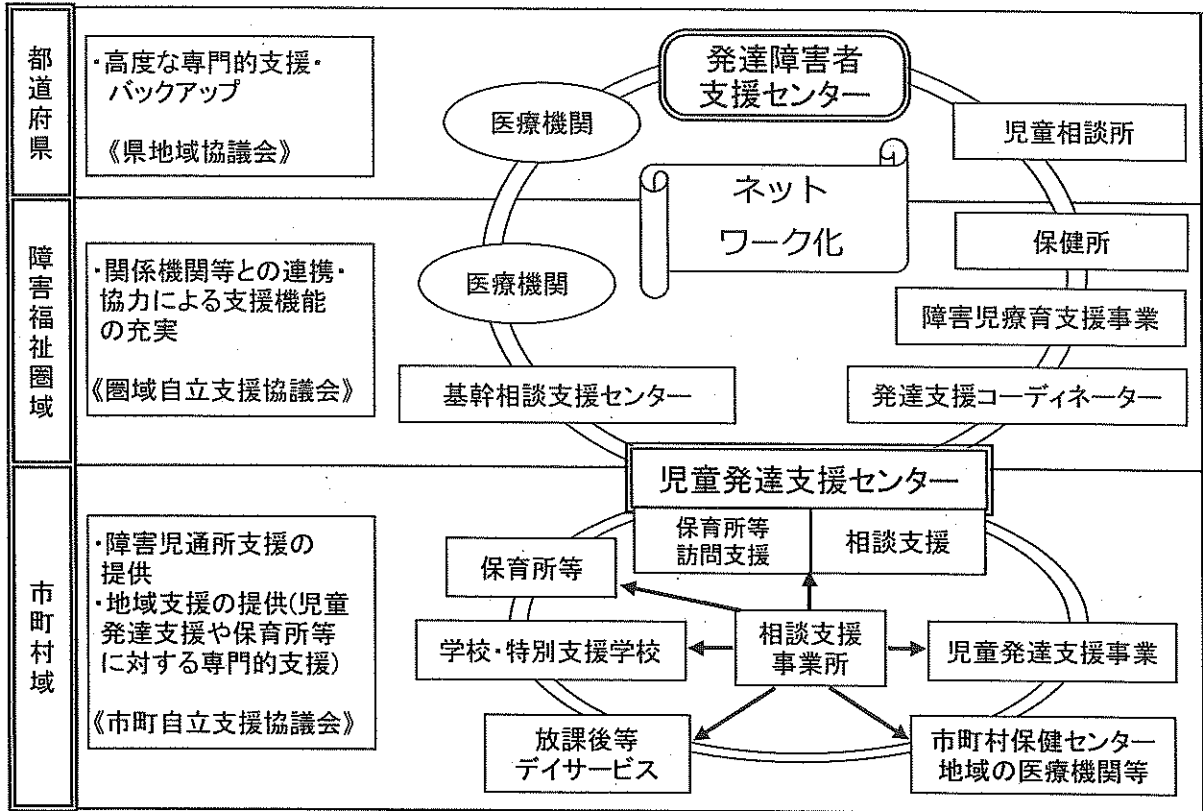 都道府県
・高度な専門的支援・
バックアップ
《県地域協議会》
発達障害者
支援センター
医療機関
児童相談所
ネット
ワーク化
障害福祉圏域
・関係機関等との連携・
協力による支援機能
の充実
《圏域自立支援協議会》
保健所
医療機関
障害児療育支援事業
基幹相談支援センター
発達支援コーディネーター
児童発達支援センター
保育所等
訪問支援
相談支援
市町村域
・障害児通所支援の
提供
・地域支援の提供(児童
発達支援や保育所等
に対する専門的支援)
《市町自立支援協議会》
保育所等
学校・特別支援学校
相談支援
事業所
児童発達支援事業
放課後等
デイサービス
市町村保健センター
地域の医療機関等